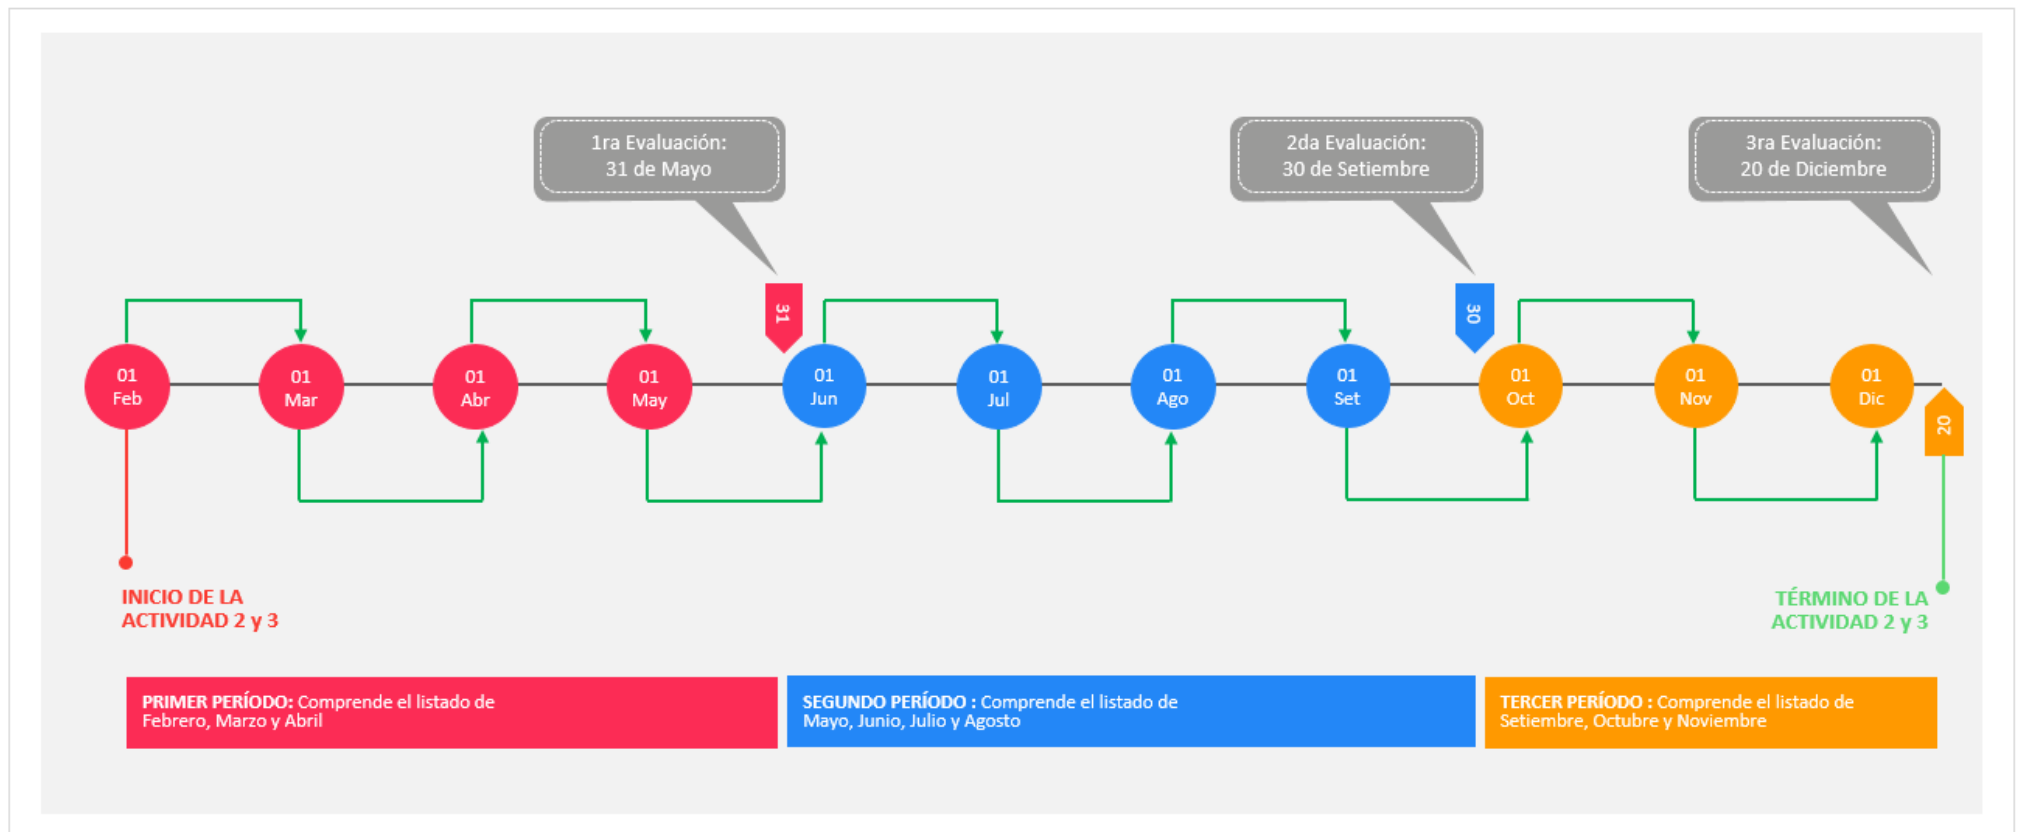 1ra Evaluación:
31 de Mayo
2da Evaluación:
30 de Setiembre
3ra Evaluación:
20 de Diciembre
31
30
01
Feb
01
Mar
01
Abr
01
May
01
Jun
01
Jul
01
Ago
01
Set
01
Oct
01
Nov
01
Dic
20
INICIO DE LA
ACTIVIDAD 2 y 3
TÉRMINO DE LA
ACTIVIDAD 2 y 3
PRIMER PERÍODO: Comprende el listado de
Febrero, Marzo y Abril
SEGUNDO PERÍODO : Comprende el listado de
Mayo, Junio, Julio y Agosto
TERCER PERÍODO : Comprende el listado de
Setiembre, Octubre y Noviembre